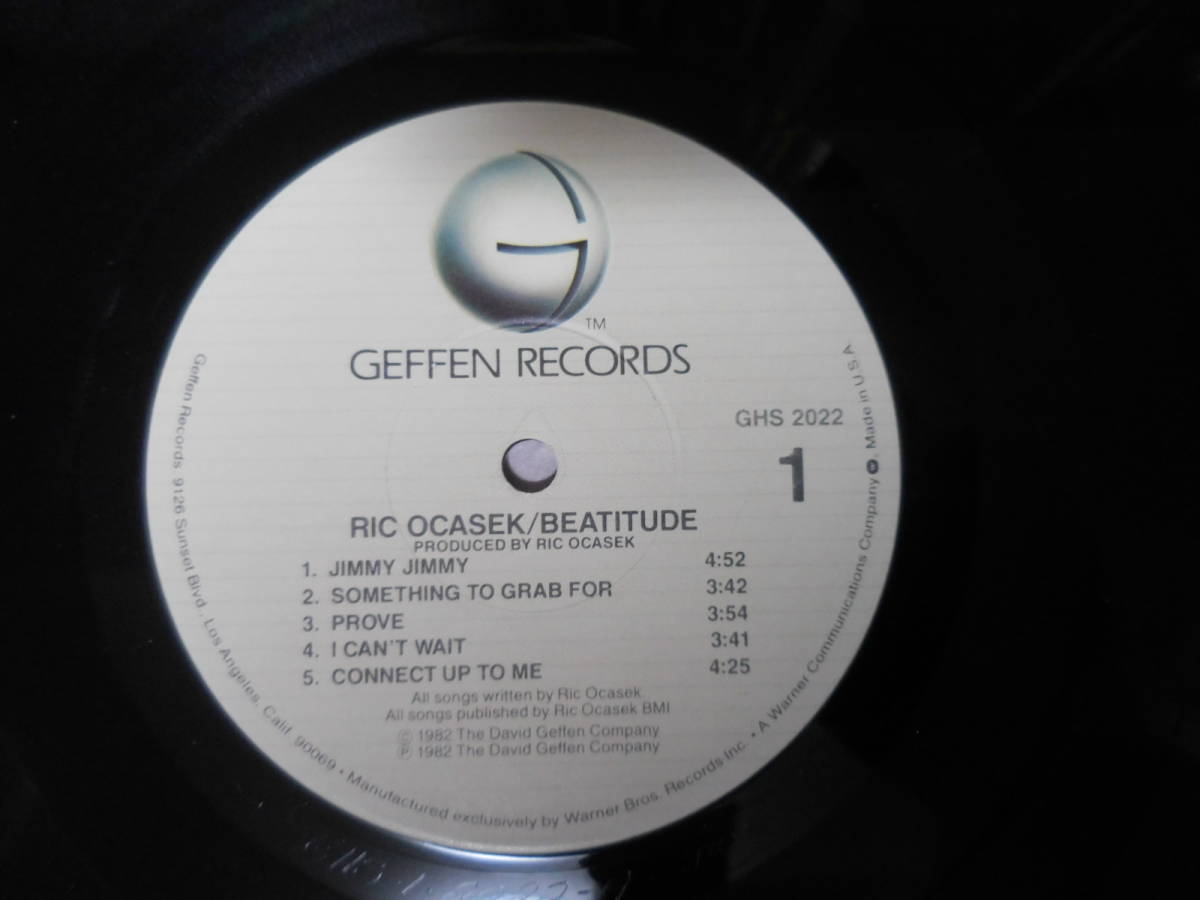 TM
GEFFEN RECORDS
GHS 2022
1
RIC OCASEK/BEATITUDE
PRODUCED BY RIC OCASEK
1. JIMMY JIMMY 4:52
2. SOMETHING TO GRAB FOR 3:42
3. PROVE 3:54
4. I CAN'T WAIT 3:41
5. CONNECT UP TO ME 4:25
All songs written by Ric Ocasek
All songs published by Ric Ocasek BMI
© 1982 The David Geffen Company
℗ 1982 The David Geffen Company
Geffen Records 9126 Sunset Blvd., Los Angeles, Calif. 90069 • Manufactured exclusively by Warner Bros. Records Inc. • A Warner Communications Company. Made in U.S.A.